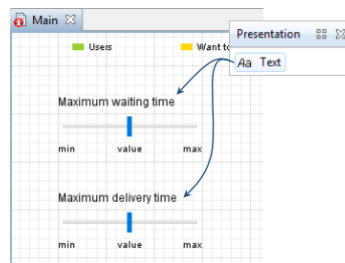 Main
Users
Want to
Presentation
Aa Text
Maximum waiting time
min value max
Maximum delivery time
min value max